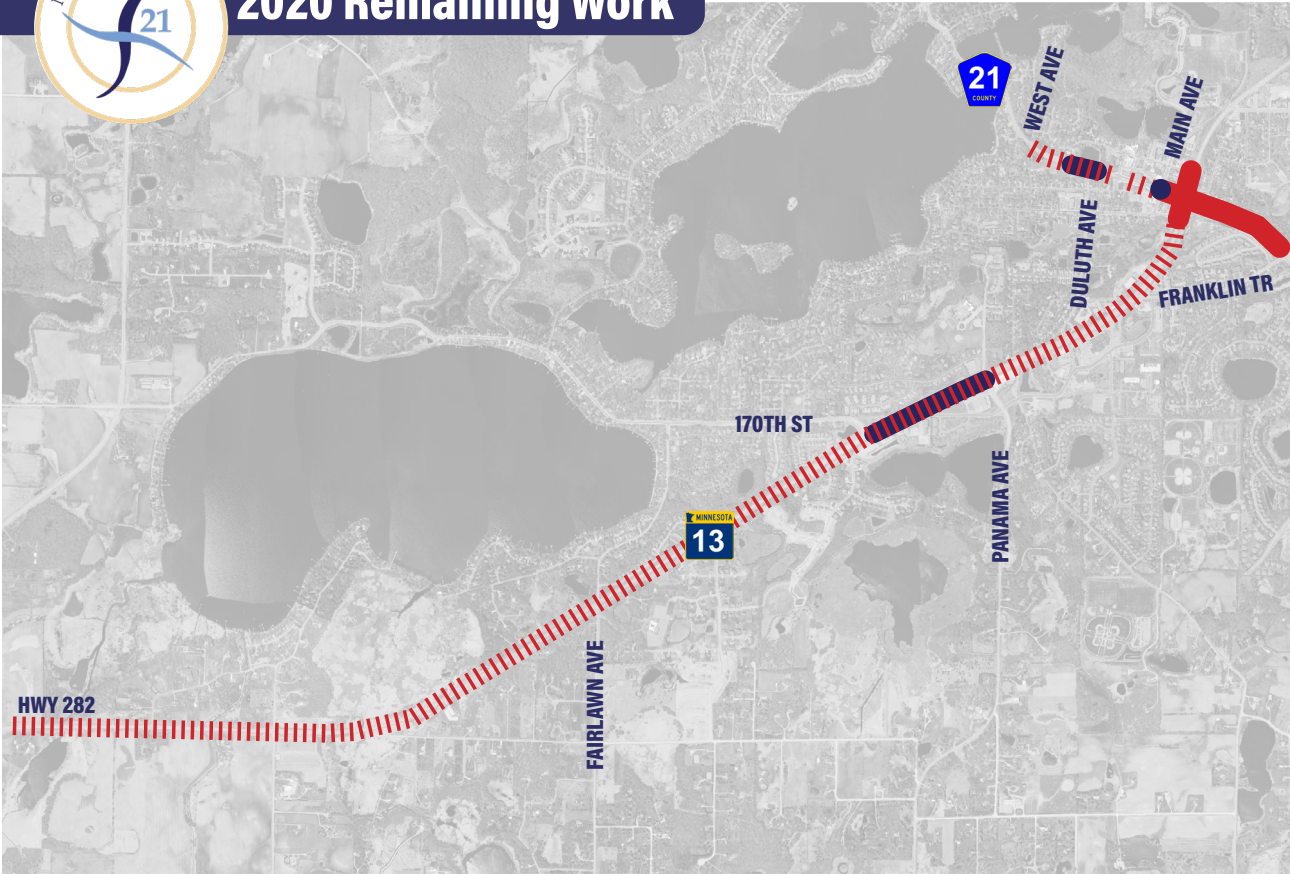 2020 Remaining Work
21
21
COUNTY
WEST AVE
MAIN AVE
DULUTH AVE
FRANKLIN TR
170TH ST
PANAMA AVE
MINNESOTA
13
FAIRLAWN AVE
HWY 282